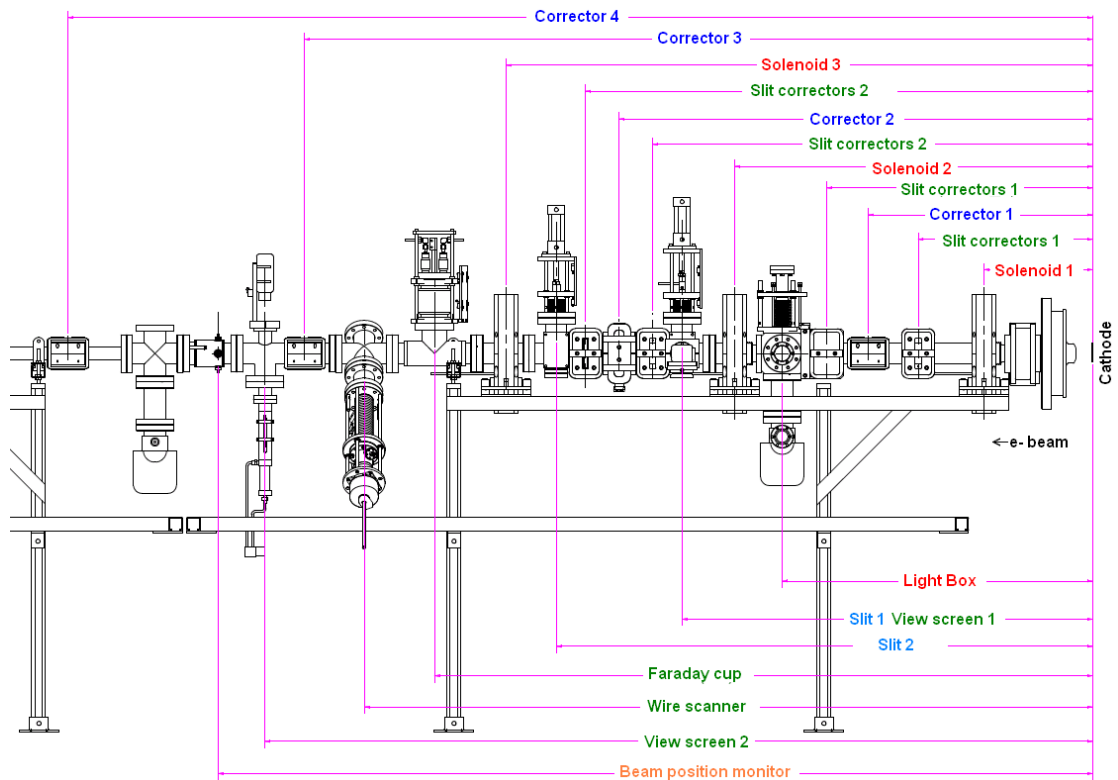 Corrector 4
Corrector 3
Solenoid 3
Slit correctors 2
Corrector 2
Slit correctors 2
Solenoid 2
Slit correctors 1
Corrector 1
Slit correctors 1
Solenoid 1
Cathode
←e- beam
Light Box
Slit 1 View screen 1
Slit 2
Faraday cup
Wire scanner
View screen 2
Beam position monitor